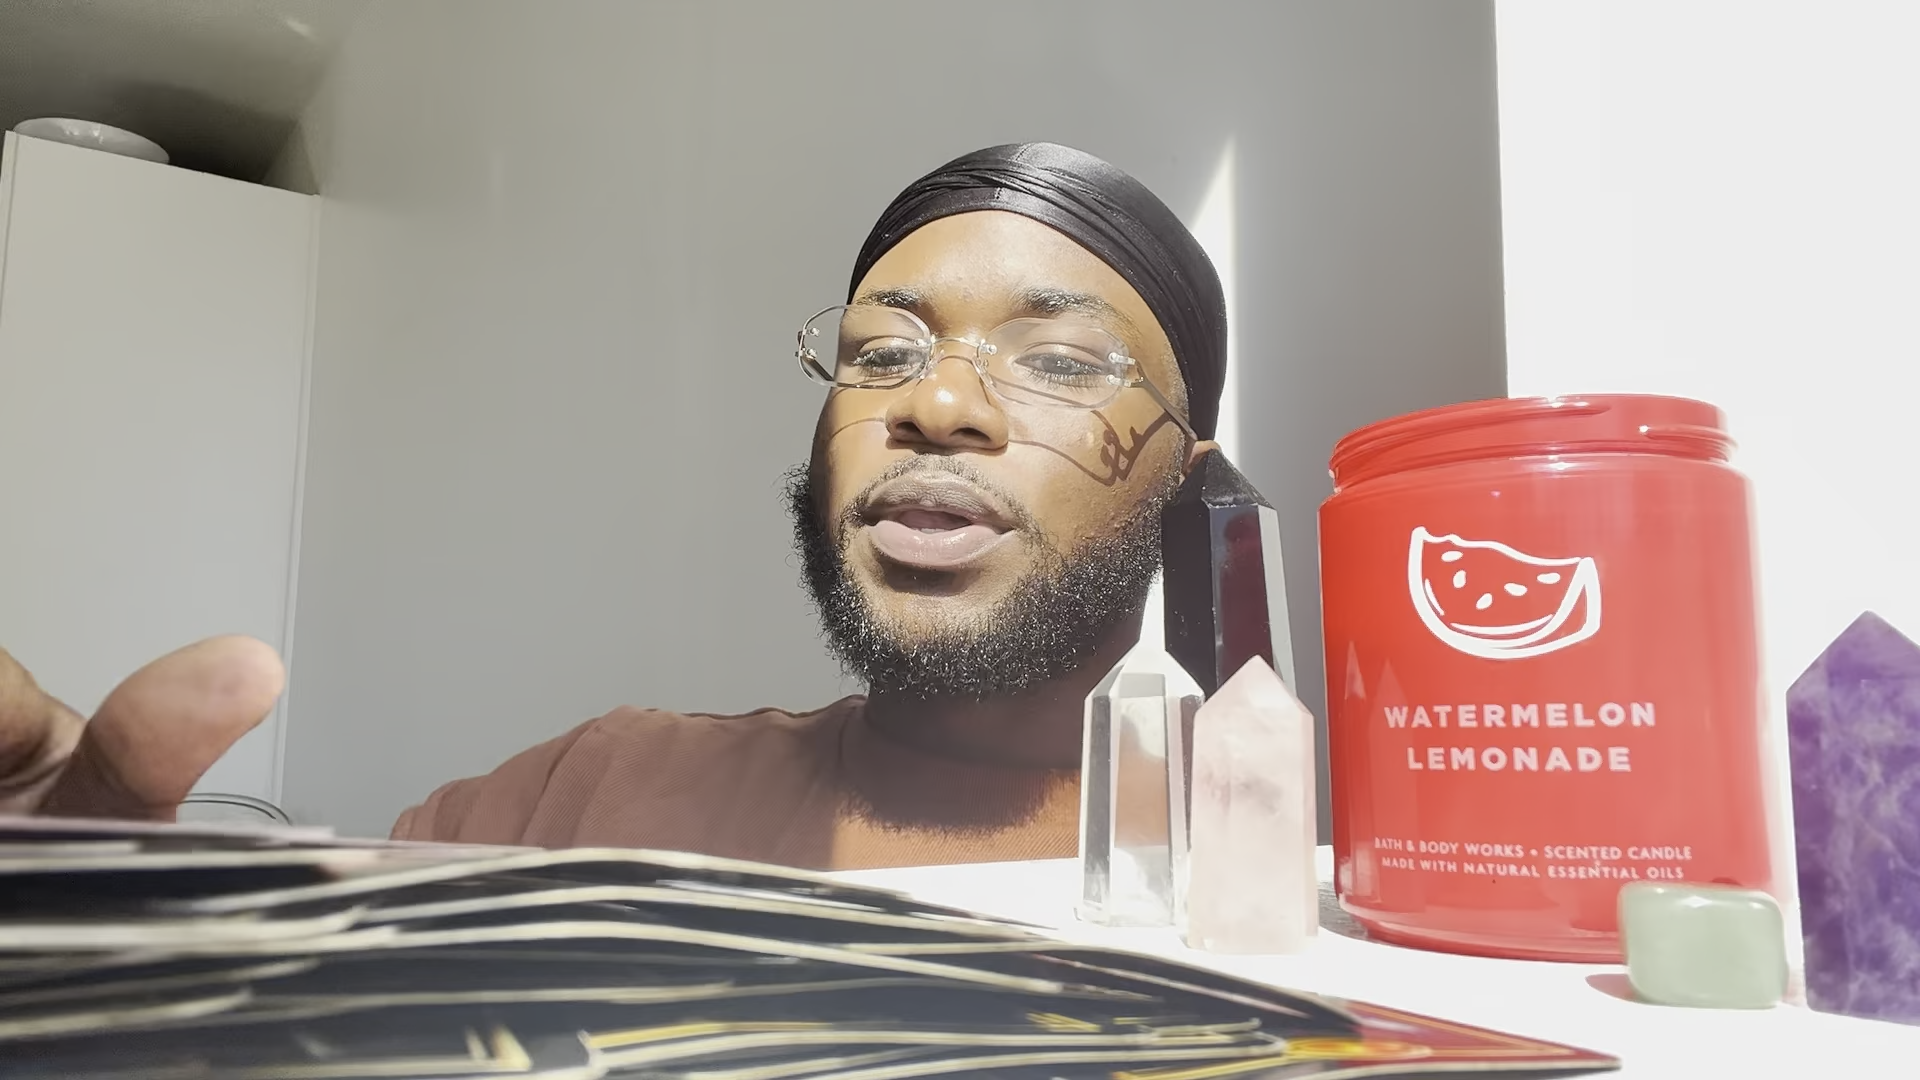 WATERMELON
LEMONADE
BATH & BODY WORKS • SCENTED CANDLE
MADE WITH NATURAL ESSENTIAL OILS